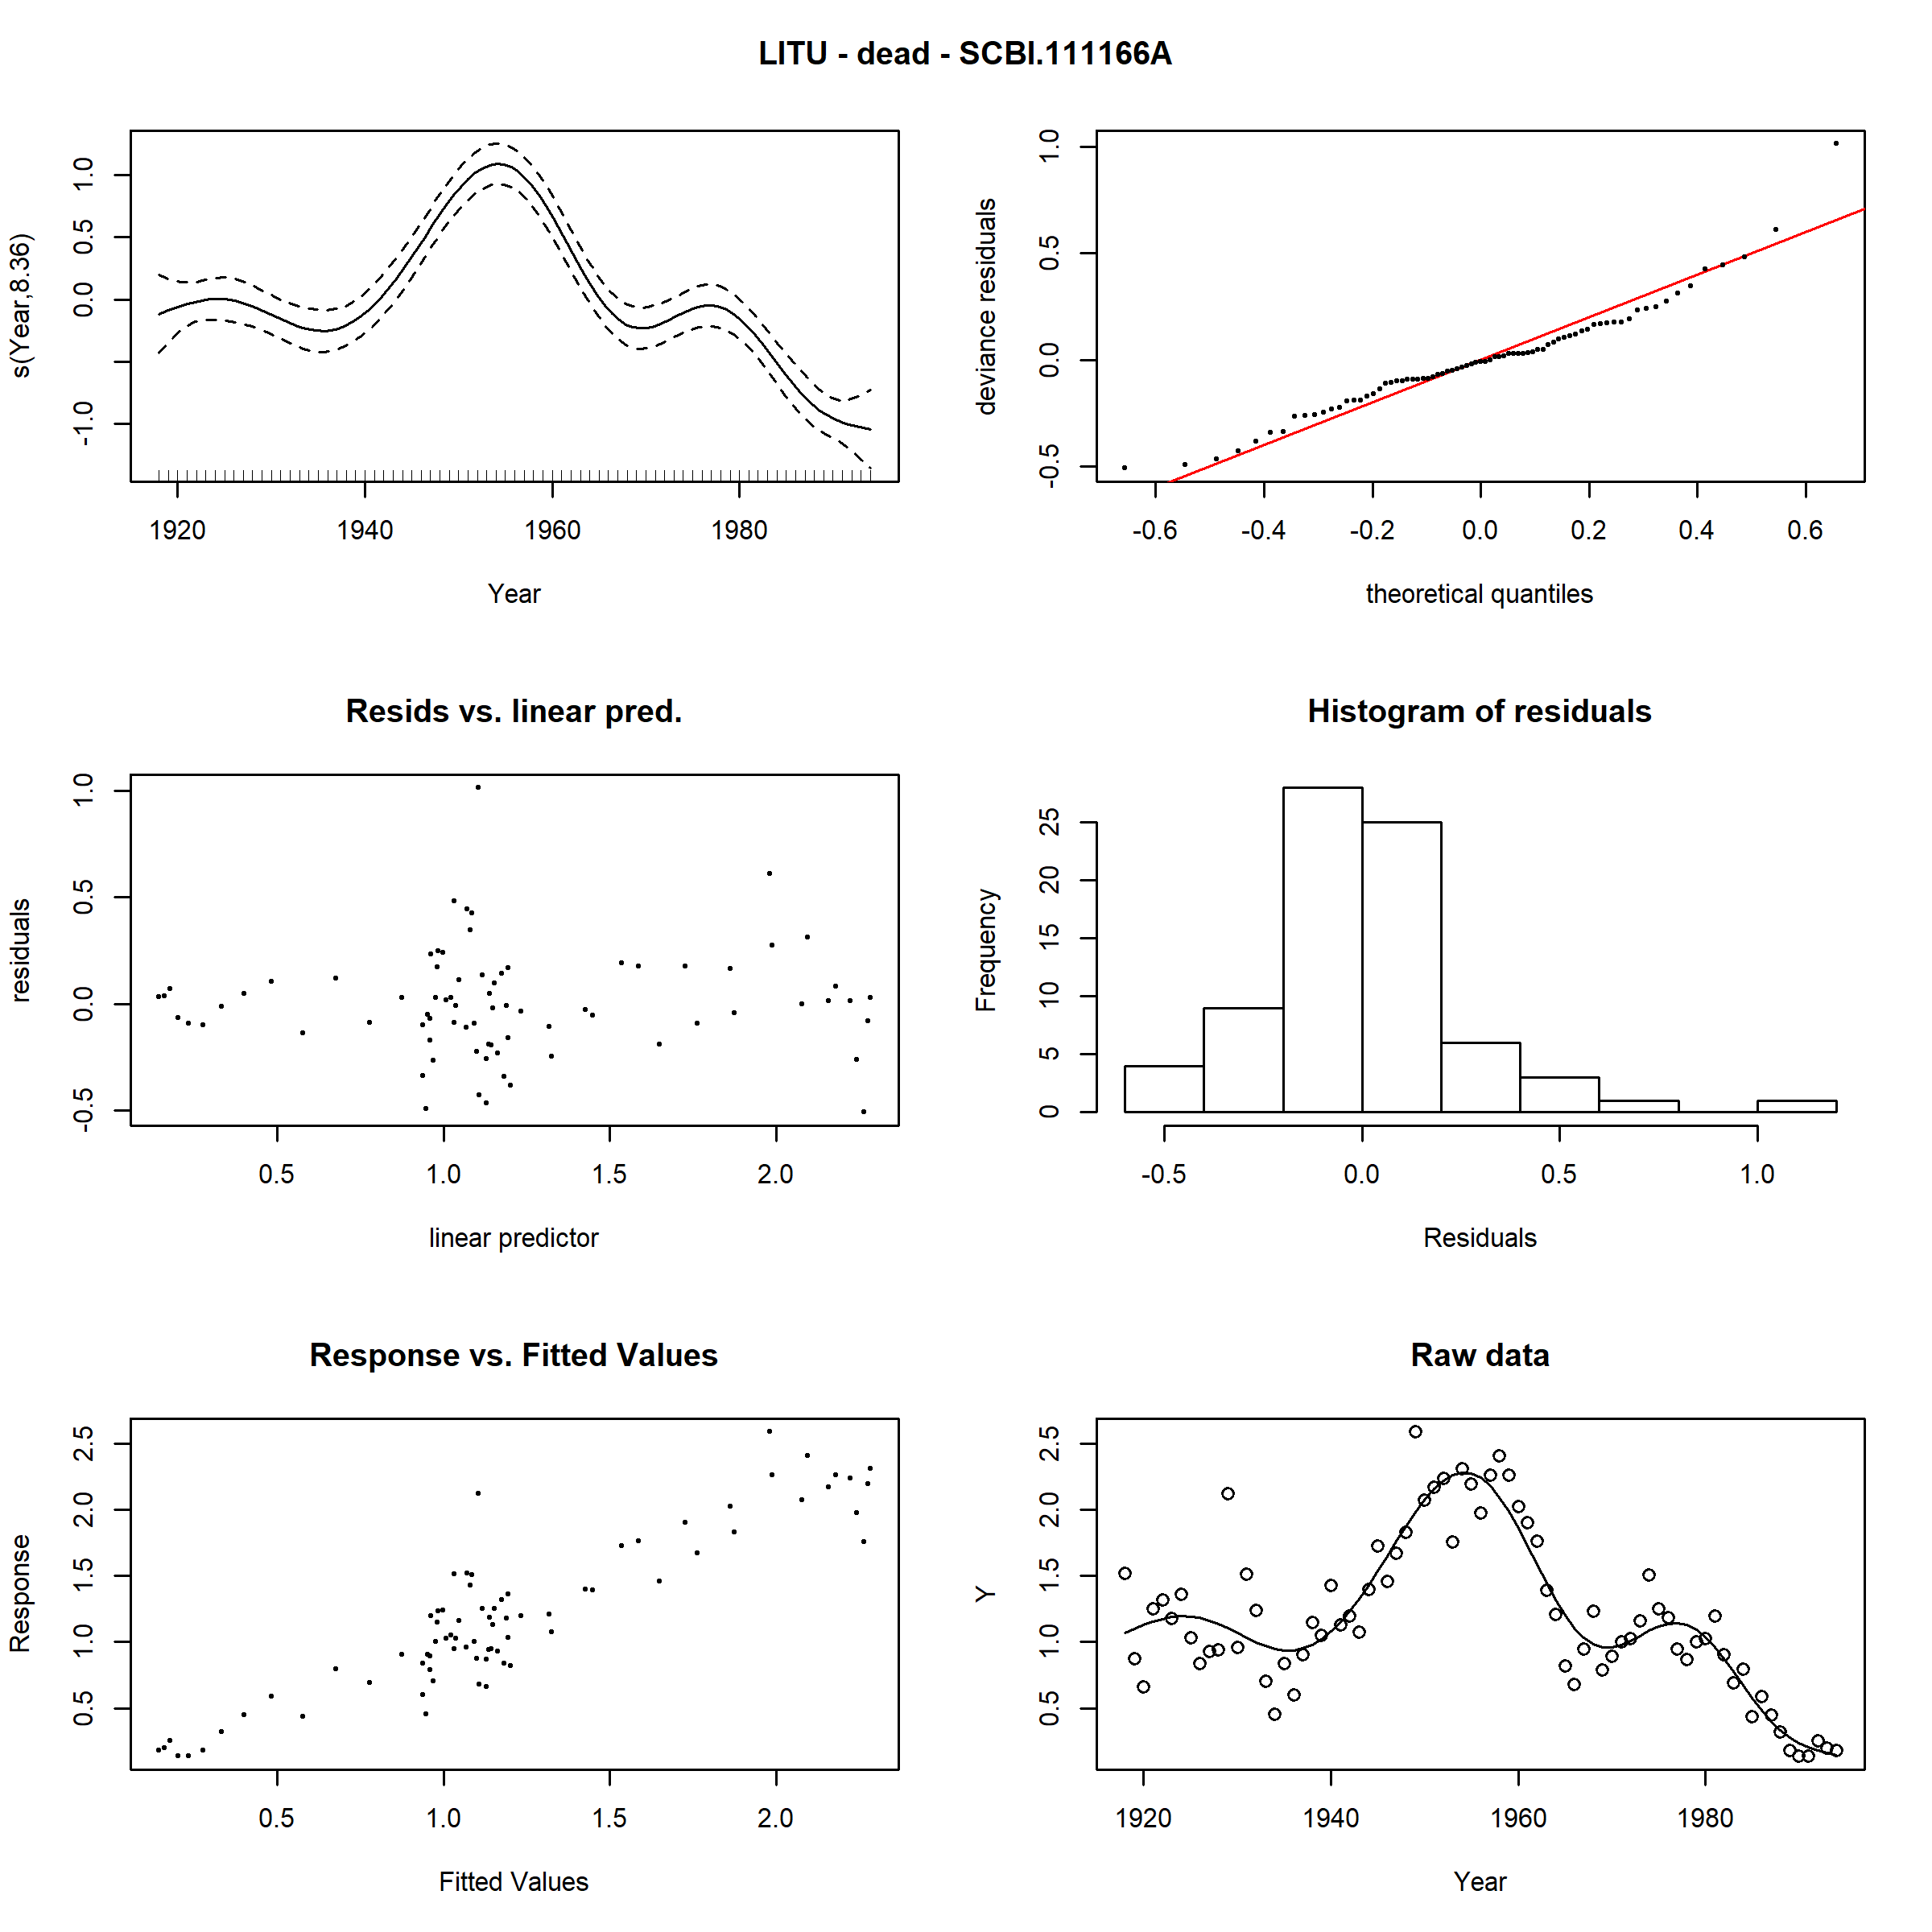 LITU - dead - SCBI.111166A
s(Year,8.36)
-1.0 0.0 0.5 1.0
1920 1940 1960 1980
Year
deviance residuals
-0.5 0.0 0.5 1.0
-0.6 -0.4 -0.2 0.0 0.2 0.4 0.6
theoretical quantiles
Resids vs. linear pred.
residuals
-0.5 0.0 0.5 1.0
0.5 1.0 1.5 2.0
linear predictor
Histogram of residuals
Frequency
0 5 10 15 20 25
-0.5 0.0 0.5 1.0
Residuals
Response vs. Fitted Values
Response
0.5 1.0 1.5 2.0 2.5
0.5 1.0 1.5 2.0
Fitted Values
Raw data
Y
0.5 1.0 1.5 2.0 2.5
1920 1940 1960 1980
Year